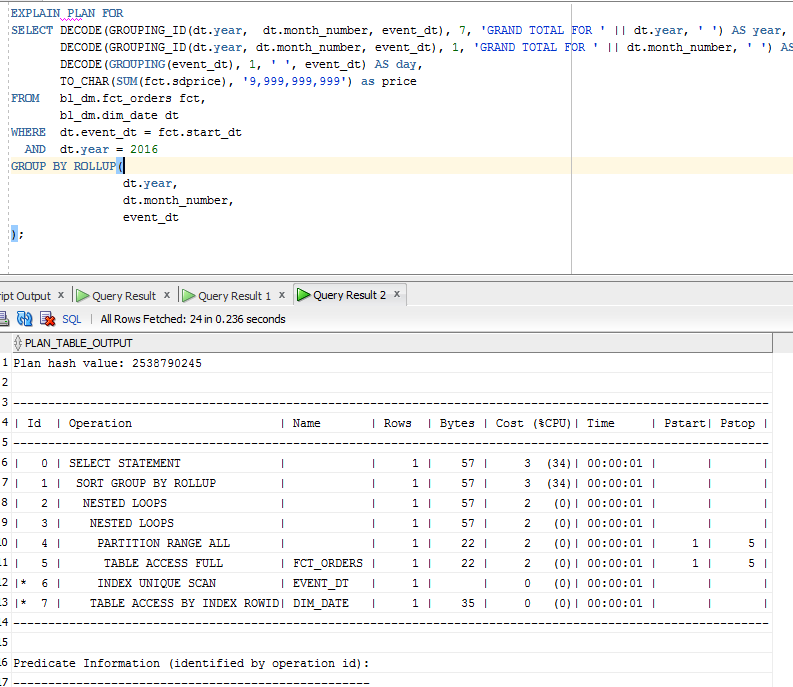 EXPLAIN PLAN FOR
SELECT DECODE(GROUPING_ID(dt.year,  dt.month_number, event_dt), 7, 'GRAND TOTAL FOR ' || dt.year, ' ') AS year,
DECODE(GROUPING_ID(dt.year, dt.month_number, event_dt), 1, 'GRAND TOTAL FOR ' || dt.month_number, ' ') AS
DECODE(GROUPING(event_dt), 1, ' ', event_dt) AS day,
TO_CHAR(SUM(fct.sdprice), '9,999,999,999') as price
FROM   bl_dm.fct_orders fct,
bl_dm.dim_date dt
WHERE  dt.event_dt = fct.start_dt
AND  dt.year = 2016
GROUP BY ROLLUP(
dt.year,
dt.month_number,
event_dt
);
ipt Output x Query Result x Query Result 1 x Query Result 2 x
SQL | All Rows Fetched: 24 in 0.236 seconds
PLAN_TABLE_OUTPUT
1 Plan hash value: 2538790245
2
3 ---------------------------------------------------------------------------------------------------------------
4 | Id  | Operation                      | Name       | Rows  | Bytes | Cost (%CPU)| Time     | Pstart| Pstop |
5 ---------------------------------------------------------------------------------------------------------------
6 |   0 | SELECT STATEMENT               |            |     1 |    57 |     3  (34)| 00:00:01 |       |       |
7 |   1 |  SORT GROUP BY ROLLUP          |            |     1 |    57 |     3  (34)| 00:00:01 |       |       |
8 |   2 |   NESTED LOOPS                 |            |     1 |    57 |     2   (0)| 00:00:01 |       |       |
9 |   3 |    NESTED LOOPS                |            |     1 |    57 |     2   (0)| 00:00:01 |       |       |
10 |   4 |     PARTITION RANGE ALL        |            |     1 |    22 |     2   (0)| 00:00:01 |     1 |     5 |
11 |   5 |      TABLE ACCESS FULL         | FCT_ORDERS |     1 |    22 |     2   (0)| 00:00:01 |     1 |     5 |
12 |*  6 |     INDEX UNIQUE SCAN          | EVENT_DT   |     1 |       |     0   (0)| 00:00:01 |       |       |
13 |*  7 |    TABLE ACCESS BY INDEX ROWID| DIM_DATE   |     1 |    35 |     0   (0)| 00:00:01 |       |       |
14 ---------------------------------------------------------------------------------------------------------------
15
16 Predicate Information (identified by operation id):
17 ---------------------------------------------------